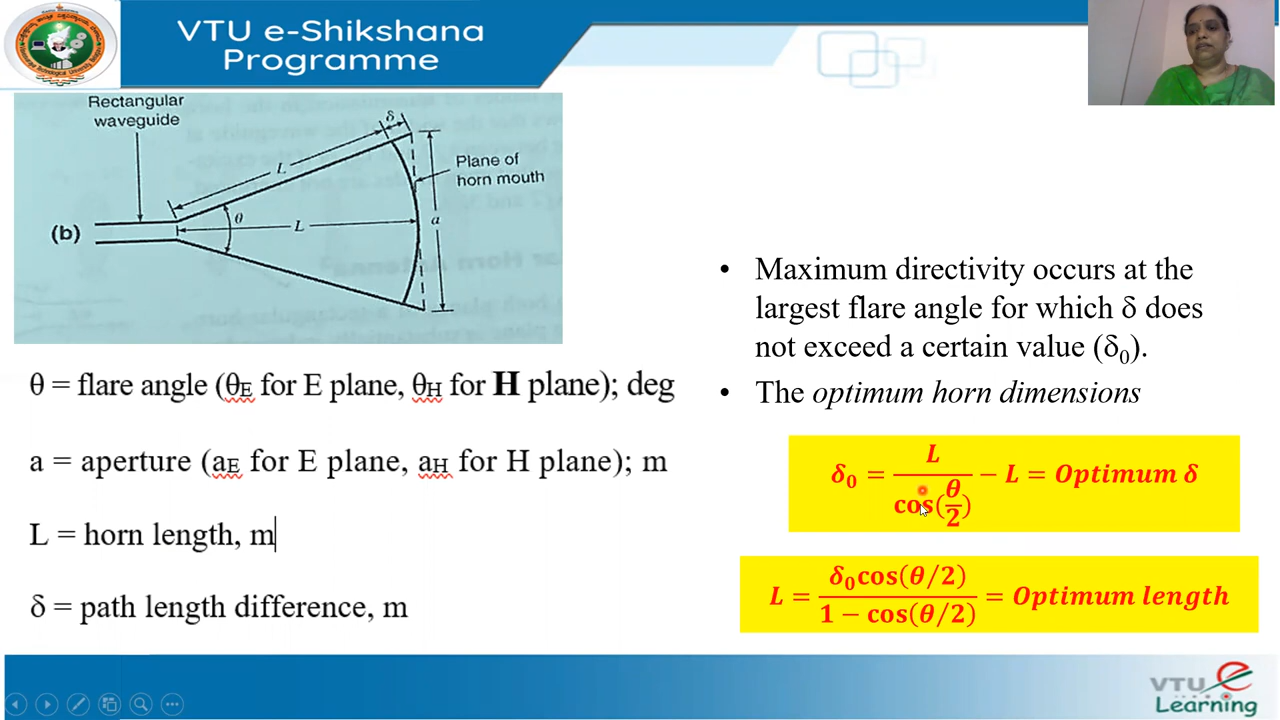 VTU e-Shikshana
Programme
Rectangular
waveguide
δ
L
Plane of
horn mouth
θ
L
a
(b)
• Maximum directivity occurs at the
largest flare angle for which δ does
not exceed a certain value (δ₀).
• The optimum horn dimensions
δ₀ = L / cos(θ/2) − L = Optimum δ
L = δ₀cos(θ/2) / 1 − cos(θ/2) = Optimum length
θ = flare angle (θE for E plane, θH for H plane); deg
a = aperture (aE for E plane, aH for H plane); m
L = horn length, m
δ = path length difference, m
VTU e
Learning